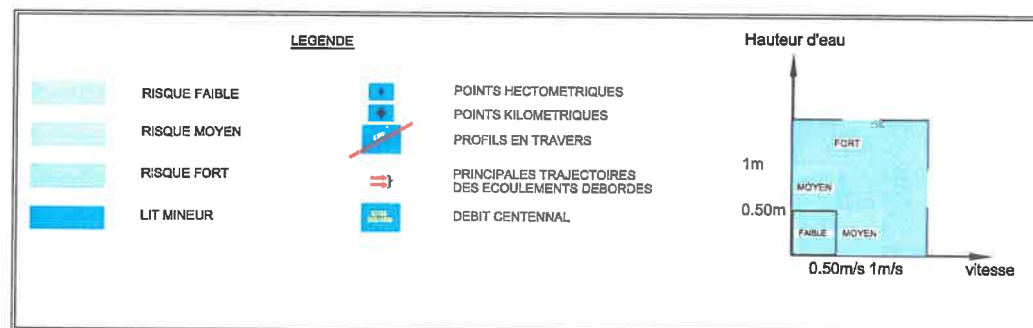 LEGENDE
RISQUE FAIBLE
RISQUE MOYEN
RISQUE FORT
LIT MINEUR
POINTS HECTOMETRIQUES
POINTS KILOMETRIQUES
PROFILS EN TRAVERS
PRINCIPALES TRAJECTOIRES
DES ECOULEMENTS DEBORDES
DEBIT CENTENNAL
Hauteur d'eau
FORT
1m
MOYEN
0.50m
FAIBLE MOYEN
0.50m/s 1m/s
vitesse